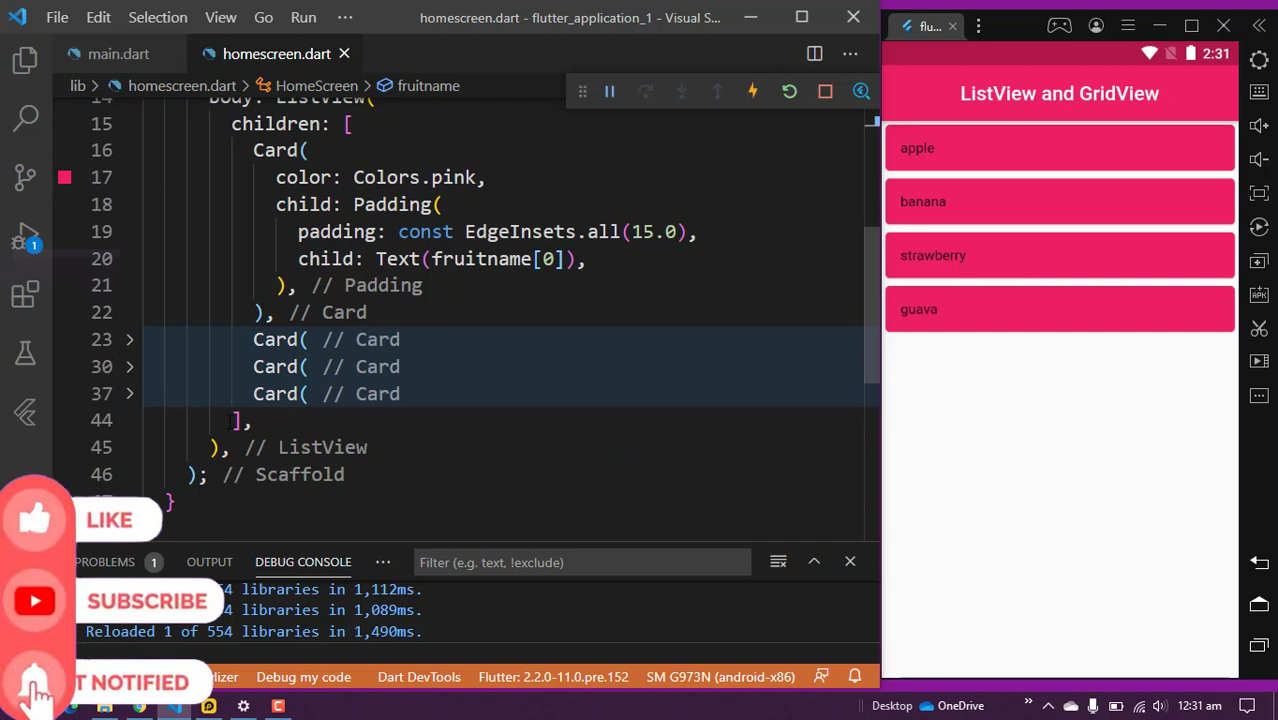 File Edit Selection View Go Run ... homescreen.dart - flutter_application_1 - Visual S...
main.dart homescreen.dart
lib > homescreen.dart > HomeScreen > fruitname
14 body: ListView(
15 children: [
16 Card(
17 color: Colors.pink,
18 child: Padding(
19 padding: const EdgeInsets.all(15.0),
20 child: Text(fruitname[0]),
21 ), // Padding
22 ), // Card
23 Card( // Card
30 Card( // Card
37 Card( // Card
44 ],
45 ), // ListView
46 ); // Scaffold
}
LIKE
SUBSCRIBE
T NOTIFIED
PROBLEMS 1 OUTPUT DEBUG CONSOLE ... Filter (e.g. text, !exclude)
libraries in 1,112ms.
libraries in 1,089ms.
Reloaded 1 of 554 libraries in 1,490ms.
Debug my code Dart DevTools Flutter: 2.2.0-11.0.pre.152 SM G973N (android-x86)
flu...
2:31
ListView and GridView
apple
banana
strawberry
guava
APK
1
Desktop OneDrive 12:31 am